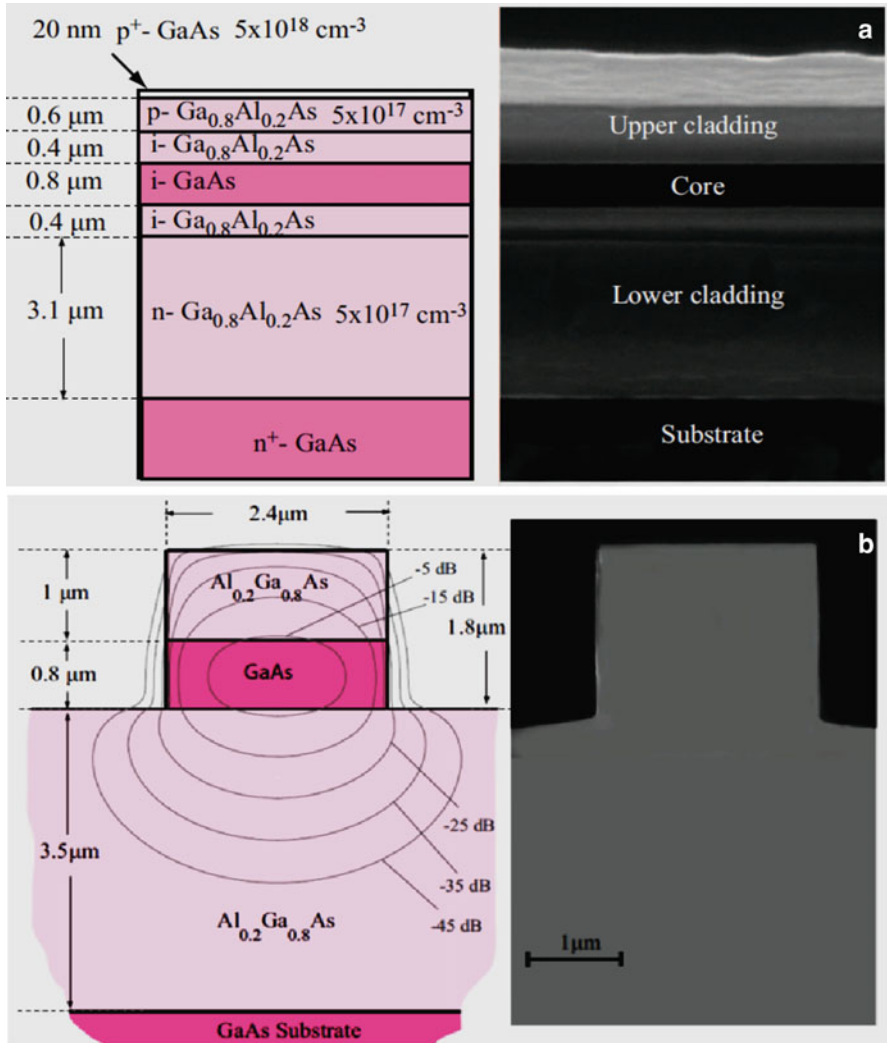 20 nm p⁺- GaAs 5x10¹⁸ cm⁻³
a
0.6 µm
p- Ga₀.₈Al₀.₂As 5x10¹⁷ cm⁻³
0.4 µm
i- Ga₀.₈Al₀.₂As
0.8 µm
i- GaAs
0.4 µm
i- Ga₀.₈Al₀.₂As
3.1 µm
n- Ga₀.₈Al₀.₂As 5x10¹⁷ cm⁻³
n⁺- GaAs
Upper cladding
Core
Lower cladding
Substrate
b
2.4µm
1 µm
Al₀.₂Ga₀.₈As
-5 dB
-15 dB
1.8µm
0.8 µm
GaAs
3.5µm
-25 dB
-35 dB
-45 dB
Al₀.₂Ga₀.₈As
GaAs Substrate
1µm